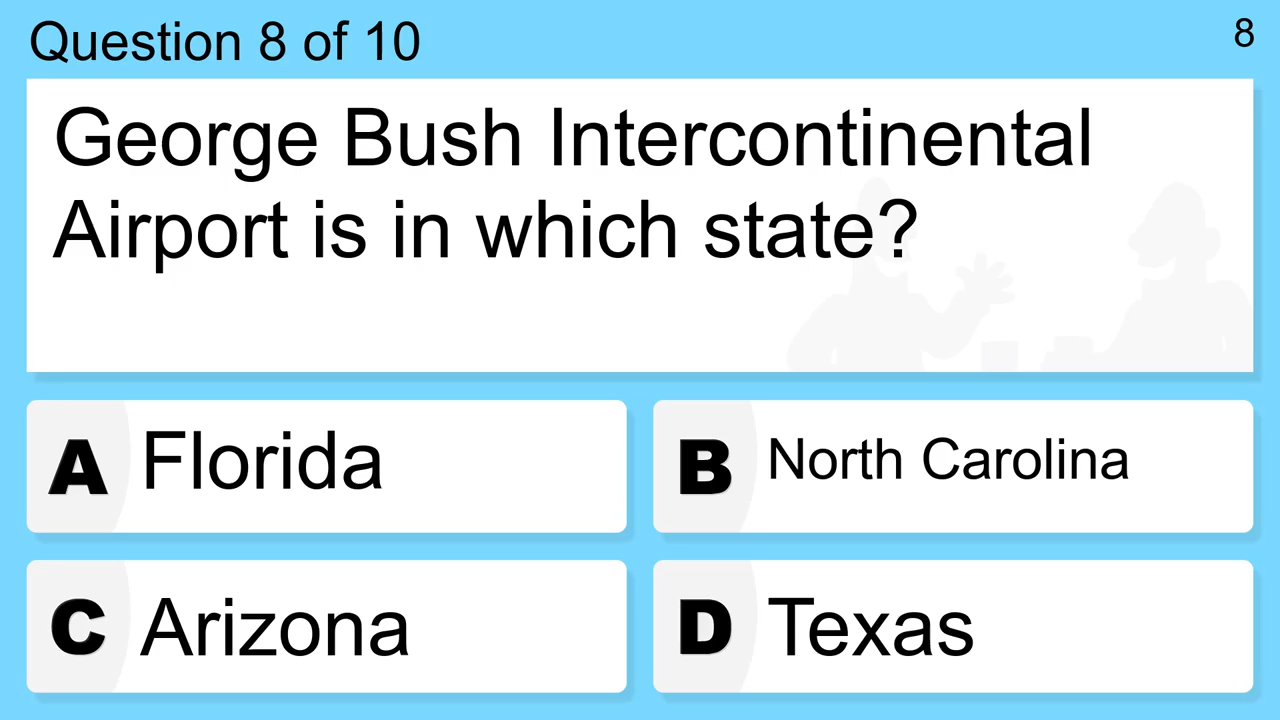 Question 8 of 10
8
George Bush Intercontinental
Airport is in which state?
A Florida
B North Carolina
C Arizona
D Texas